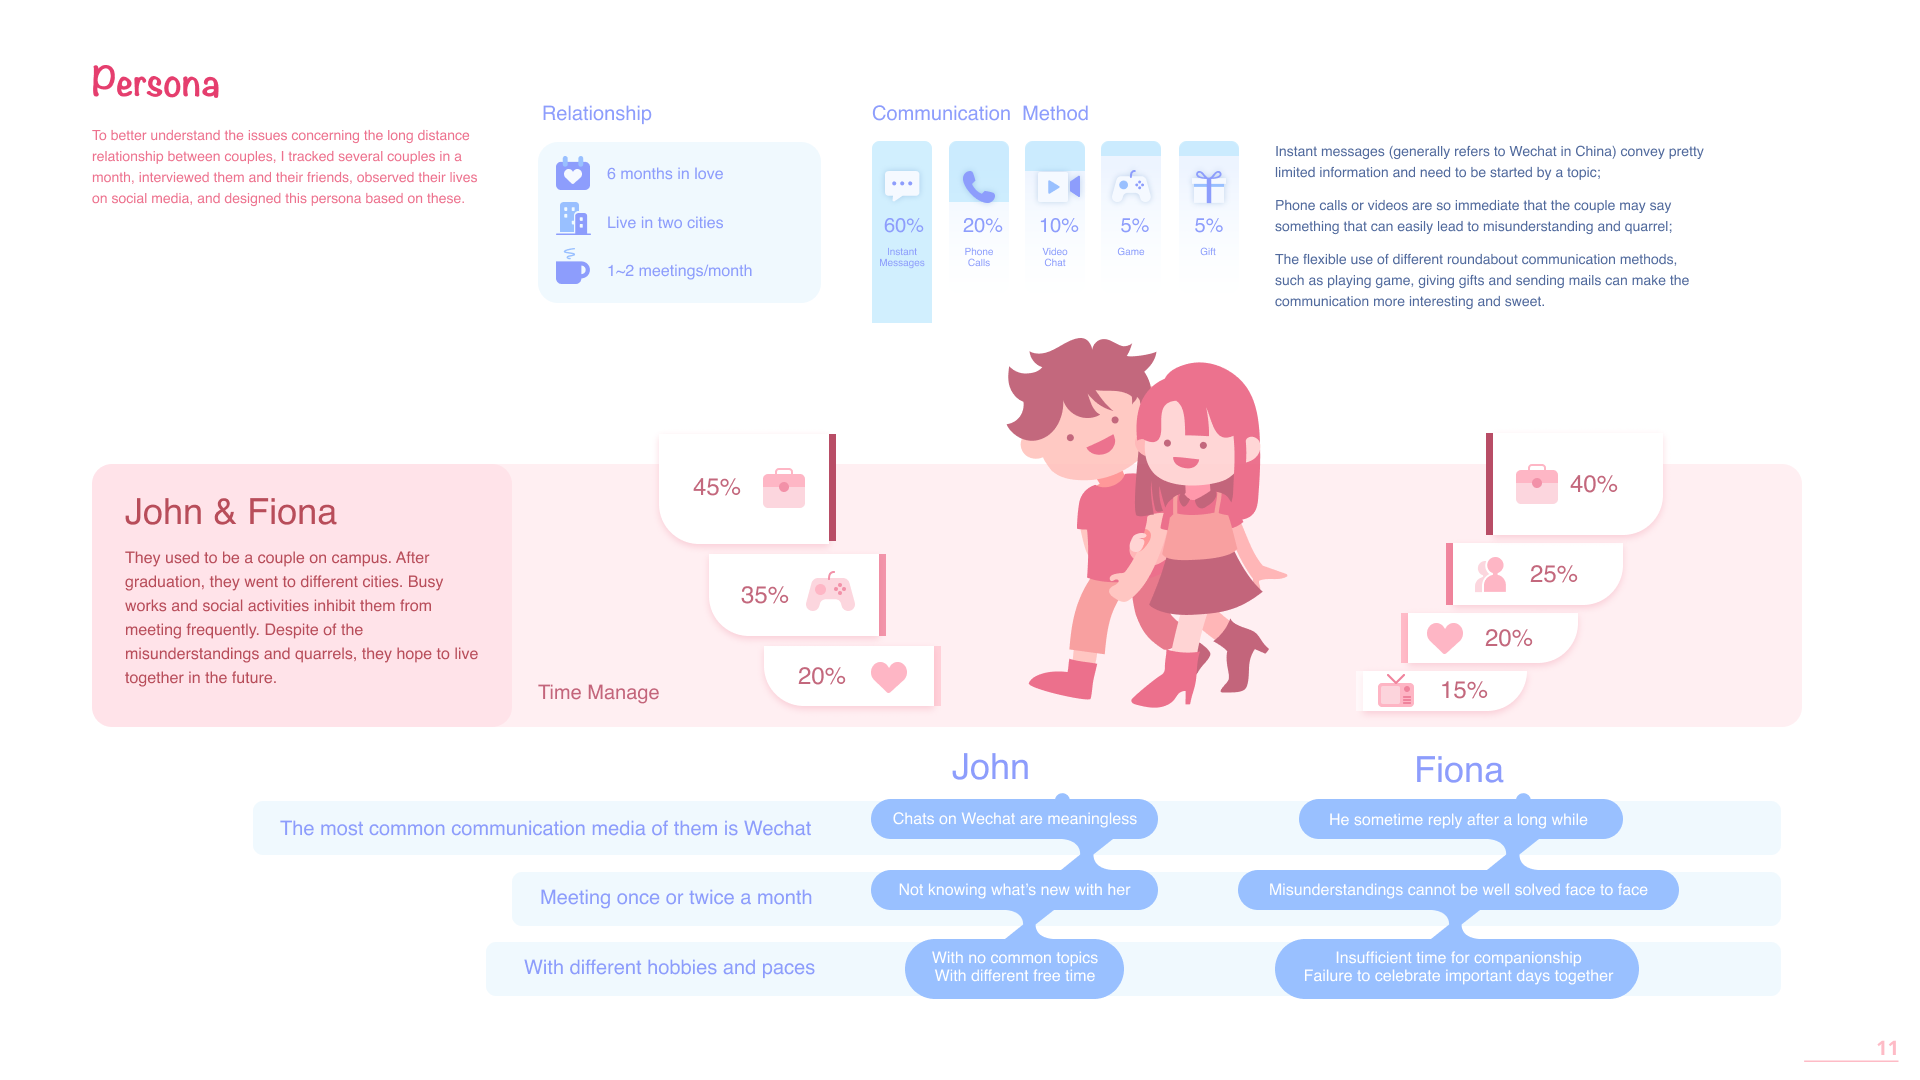 Persona
To better understand the issues concerning the long distance
relationship between couples, I tracked several couples in a
month, interviewed them and their friends, observed their lives
on social media, and designed this persona based on these.
Relationship
6 months in love
Live in two cities
1~2 meetings/month
Communication Method
60%
Instant
Messages
20%
Phone
Calls
10%
Video
Chat
5%
Game
5%
Gift
Instant messages (generally refers to Wechat in China) convey pretty
limited information and need to be started by a topic;
Phone calls or videos are so immediate that the couple may say
something that can easily lead to misunderstanding and quarrel;
The flexible use of different roundabout communication methods,
such as playing game, giving gifts and sending mails can make the
communication more interesting and sweet.
John & Fiona
They used to be a couple on campus. After
graduation, they went to different cities. Busy
works and social activities inhibit them from
meeting frequently. Despite of the
misunderstandings and quarrels, they hope to live
together in the future.
Time Manage
45%
35%
20%
40%
25%
20%
15%
John
Fiona
The most common communication media of them is Wechat
Chats on Wechat are meaningless
He sometime reply after a long while
Meeting once or twice a month
Not knowing what's new with her
Misunderstandings cannot be well solved face to face
With different hobbies and paces
With no common topics
With different free time
Insufficient time for companionship
Failure to celebrate important days together
11